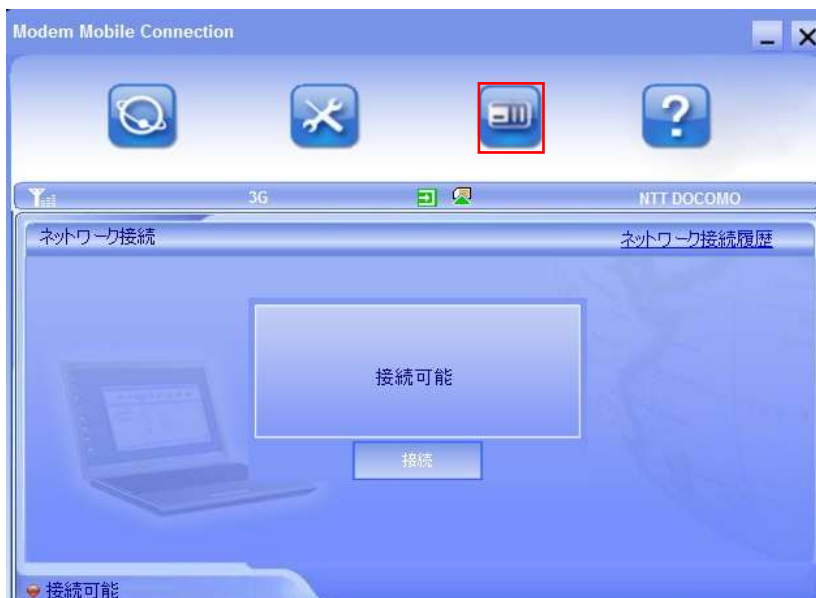 Modem Mobile Connection
3G
NTT DOCOMO
ネットワーク接続
ネットワーク接続履歴
接続可能
接続
接続可能